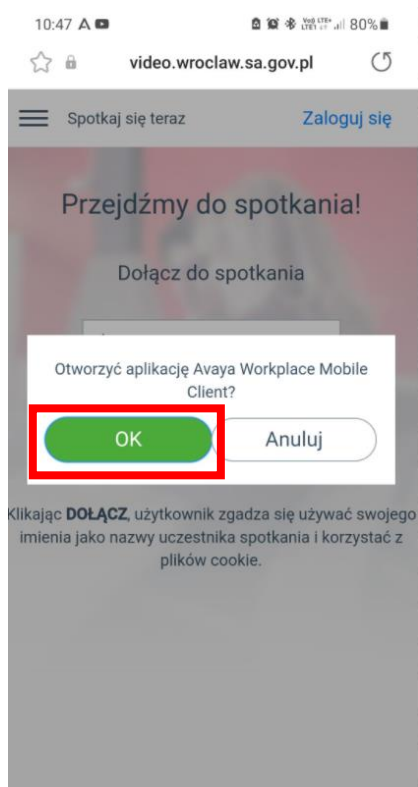 10:47 A 80%
video.wroclaw.sa.gov.pl
Spotkaj się teraz Zaloguj się
Przejdźmy do spotkania!
Dołącz do spotkania
Otworzyć aplikację Avaya Workplace Mobile
Client?
OK Anuluj
Klikając DOŁĄCZ, użytkownik zgadza się używać swojego
imienia jako nazwy uczestnika spotkania i korzystać z
plików cookie.